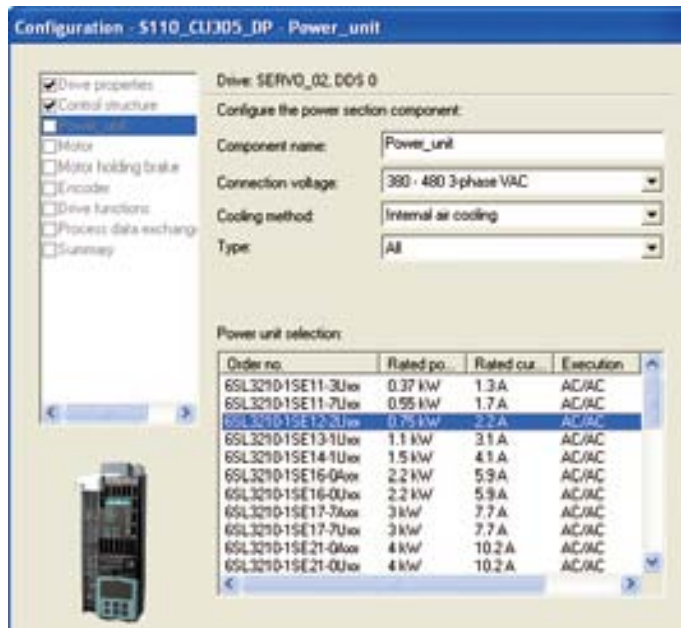 Configuration - S110_CU305_DP - Power_unit
Drive properties
Control structure
Power_unit
Motor
Motor holding brake
Encoder
Drive functions
Process data exchang
Summary
Drive: SERVO_02, DDS 0
Configure the power section component:
Component name: Power_unit
Connection voltage: 380 - 480 3-phase VAC
Cooling method: Internal air cooling
Type: All
Power unit selection:
Order no. Rated po... Rated cur... Execution
6SL3210-1SE11-3Uxx 0.37 kW 1.3 A AC/AC
6SL3210-1SE11-7Uxx 0.55 kW 1.7 A AC/AC
6SL3210-1SE12-2Uxx 0.75 kW 2.2 A AC/AC
6SL3210-1SE13-1Uxx 1.1 kW 3.1 A AC/AC
6SL3210-1SE14-1Uxx 1.5 kW 4.1 A AC/AC
6SL3210-1SE16-0Axx 2.2 kW 5.9 A AC/AC
6SL3210-1SE16-0Uxx 2.2 kW 5.9 A AC/AC
6SL3210-1SE17-7Axx 3 kW 7.7 A AC/AC
6SL3210-1SE17-7Uxx 3 kW 7.7 A AC/AC
6SL3210-1SE21-0Axx 4 kW 10.2 A AC/AC
6SL3210-1SE21-0Uxx 4 kW 10.2 A AC/AC